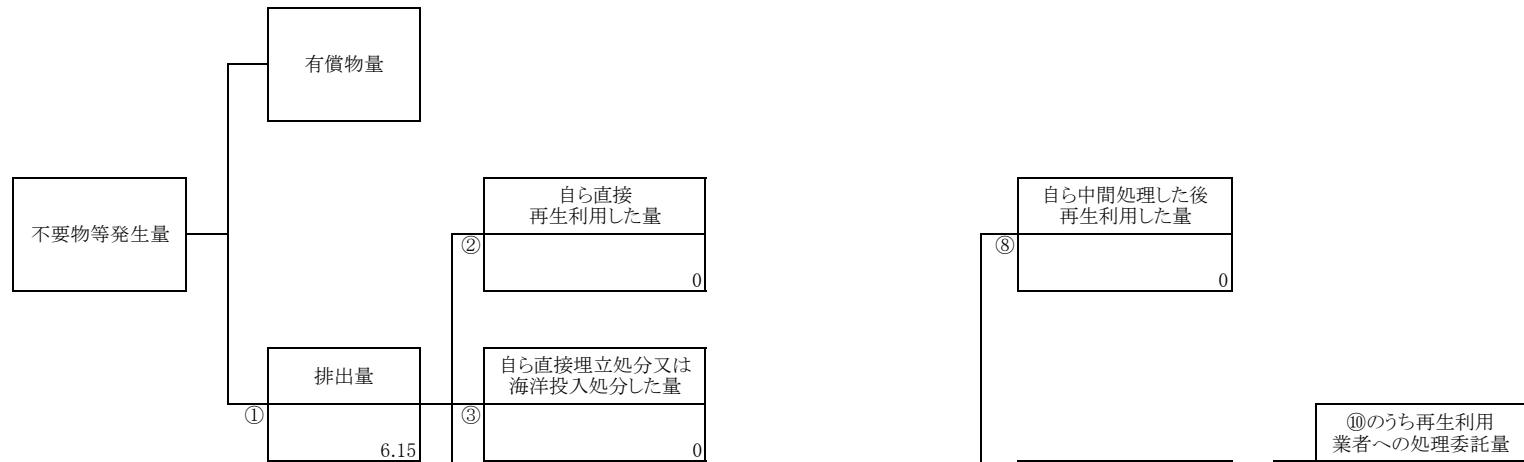 有償物量
不要物等発生量
自ら直接
再生利用した量
②
0
自ら中間処理した後
再生利用した量
⑧
0
排出量
①
6.15
自ら直接埋立処分又は
海洋投入処分した量
③
0
⑩のうち再生利用
業者への処理委託量